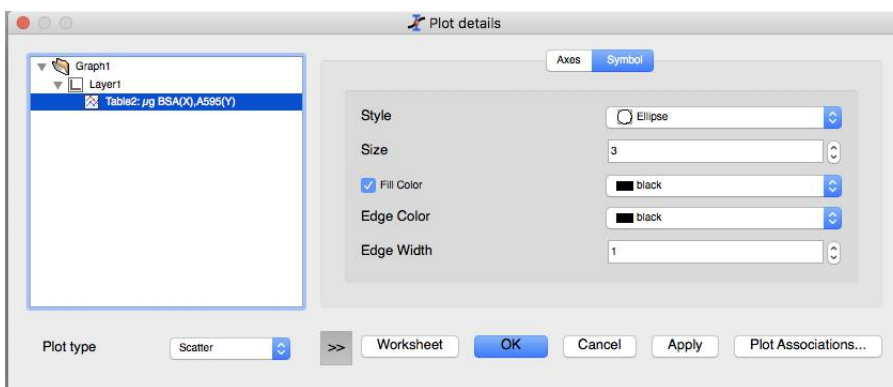 Plot details
Graph1
Layer1
Table2: µg BSA(X),A595(Y)
Axes Symbol
Style Ellipse
Size 3
Fill Color black
Edge Color black
Edge Width 1
Plot type Scatter >> Worksheet OK Cancel Apply Plot Associations...